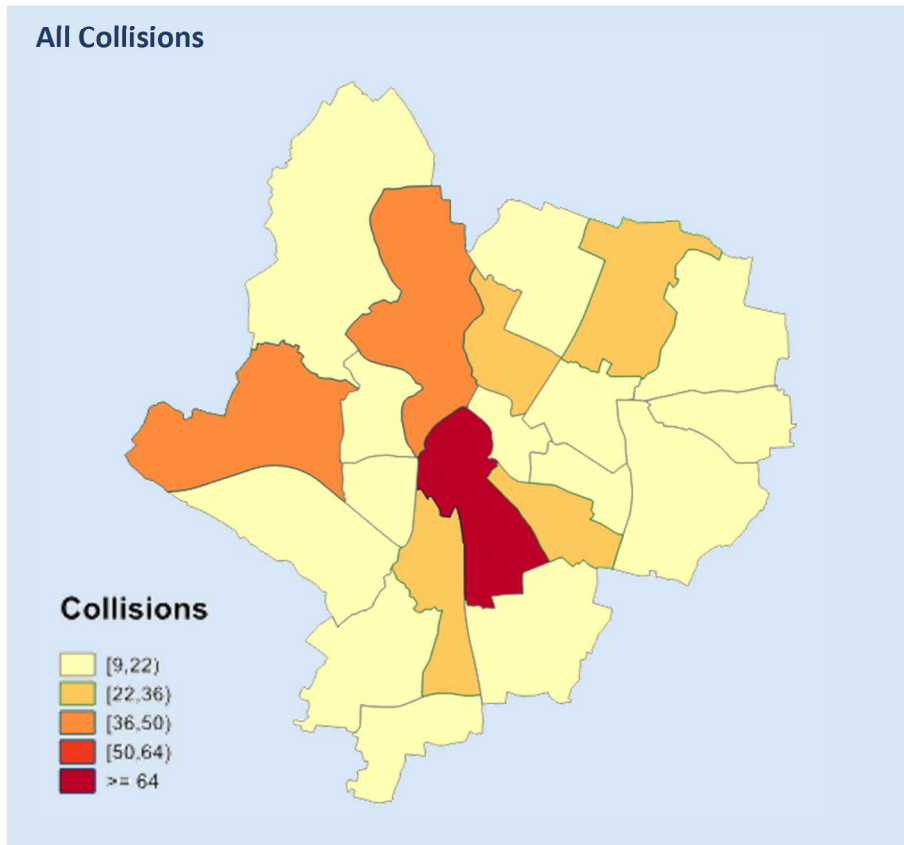 All Collisions
Collisions
[9,22)
[22,36)
[36,50)
[50,64)
>= 64